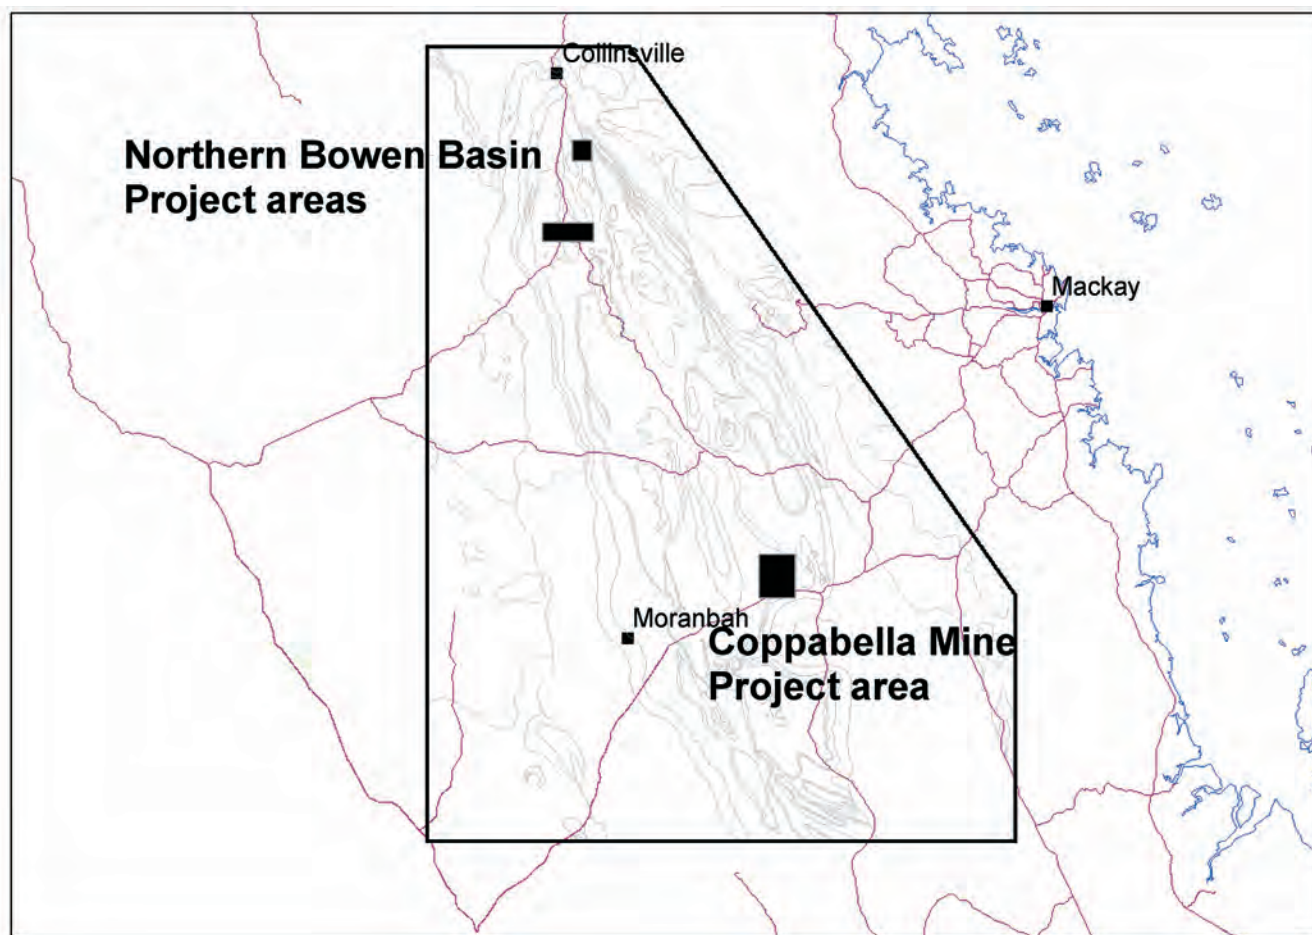 Collinsville
Northern Bowen Basin
Project areas
Mackay
Moranbah
Coppabella Mine
Project area